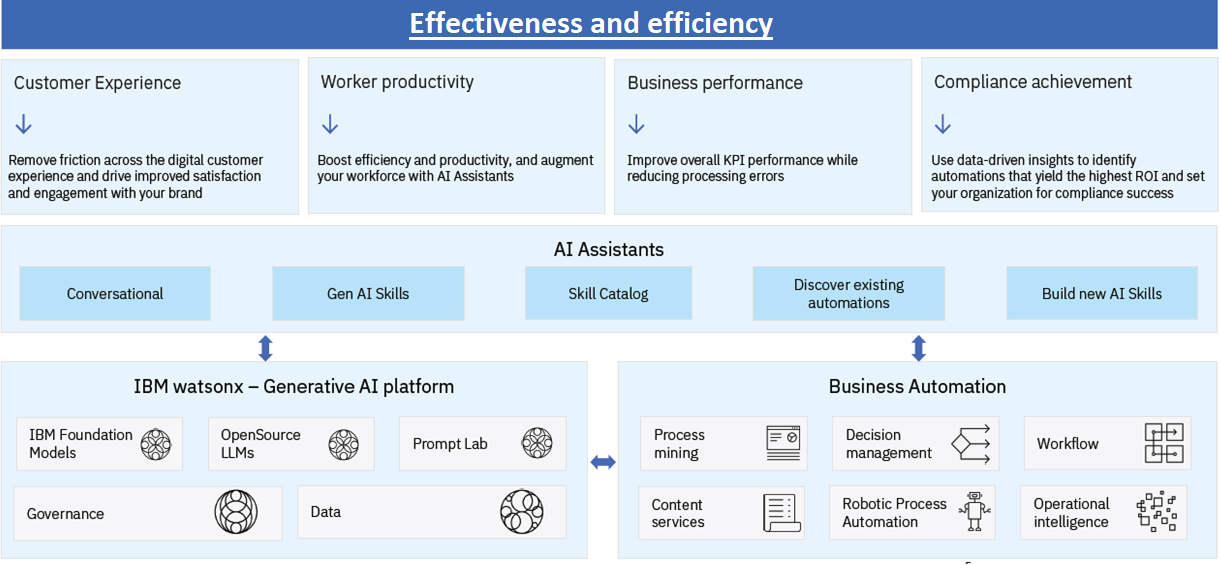 Effectiveness and efficiency
Customer Experience
Remove friction across the digital customer
experience and drive improved satisfaction
and engagement with your brand
Worker productivity
Boost efficiency and productivity, and augment
your workforce with AI Assistants
Business performance
Improve overall KPI performance while
reducing processing errors
Compliance achievement
Use data-driven insights to identify
automations that yield the highest ROI and set
your organization for compliance success
AI Assistants
Conversational
Gen AI Skills
Skill Catalog
Discover existing
automations
Build new AI Skills
IBM watsonx – Generative AI platform
IBM Foundation
Models
OpenSource
LLMs
Prompt Lab
Governance
Data
Business Automation
Process
mining
Decision
management
Workflow
Content
services
Robotic Process
Automation
Operational
intelligence